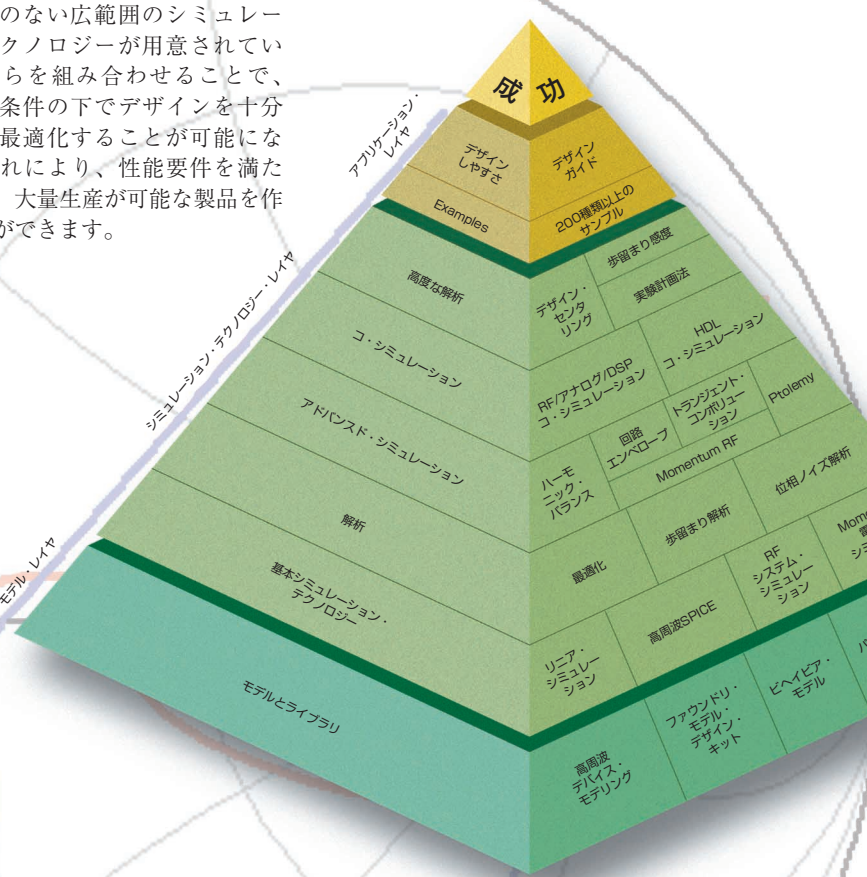 のない広範囲のシミュレー
クノロジーが用意されてい
らを組み合わせることで、
条件の下でデザインを十分
最適化することが可能にな
れにより、性能要件を満た
大量生産が可能な製品を作
ができます。
成功
アプリケーション・
レイヤ
デザイン
しやすさ
デザイン
ガイド
Examples
200種類以上の
サンプル
シミュレーション・テクノロジー・レイヤ
高度な解析
デザイン・
センタ
リング
歩留まり感度
実験計画法
コ・シミュレーション
RF/アナログ/DSP
コ・シミュレーション
HDL
コ・シミュレーション
アドバンスド・シミュレーション
ハーモ
ニック・
バランス
回路
エンベロープ
トランジェント・
コンボリュー
ション
Ptolemy
Momentum RF
解析
最適化
歩留まり解析
位相ノイズ解析
基本シミュレーション・
テクノロジー
リニア・
シミュレー
ション
高周波SPICE
RF
システム・
シミュレー
ション
モデル・レイヤ
モデルとライブラリ
高周波
デバイス・
モデリング
ファウンドリ・
モデル・
デザイン・
キット
ビヘイビア・
モデル